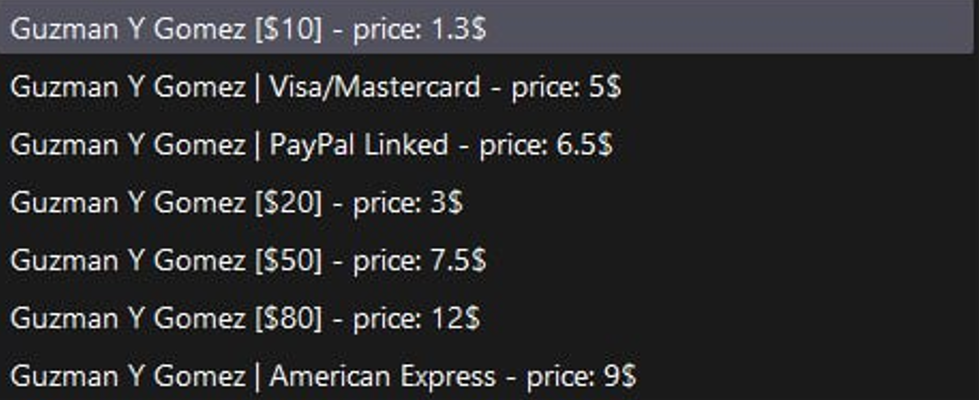 Guzman Y Gomez [$10] - price: 1.3$
Guzman Y Gomez | Visa/Mastercard - price: 5$
Guzman Y Gomez | PayPal Linked - price: 6.5$
Guzman Y Gomez [$20] - price: 3$
Guzman Y Gomez [$50] - price: 7.5$
Guzman Y Gomez [$80] - price: 12$
Guzman Y Gomez | American Express - price: 9$